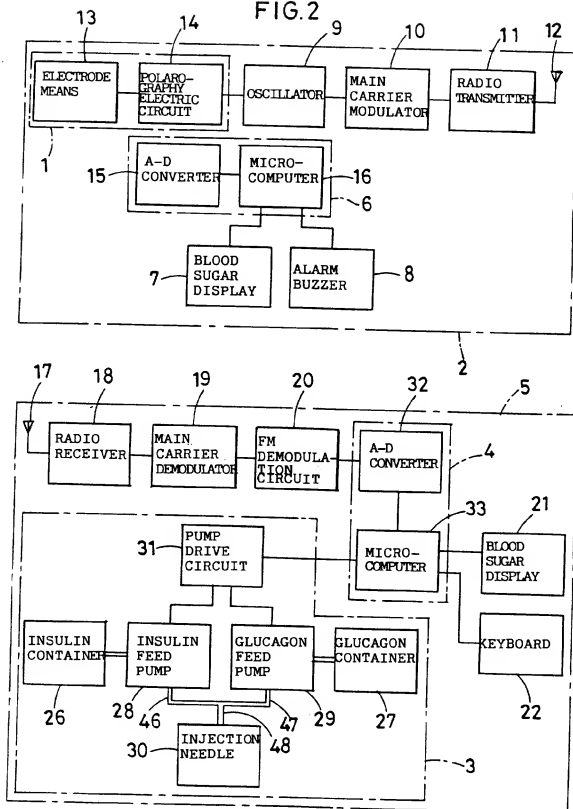 FIG.2
13
14
9
10
11
12
ELECTRODE
MEANS
POLARO-
GRAPHY
ELECTRIC
CIRCUIT
OSCILLATOR
MAIN
CARRIER
MODULATOR
RADIO
TRANSMITTER
1
15
A-D
CONVERTER
MICRO-
COMPUTER
16
6
7
BLOOD
SUGAR
DISPLAY
ALARM
BUZZER
8
2
17
18
19
20
32
5
RADIO
RECEIVER
MAIN
CARRIER
DEMODULATOR
FM
DEMODULA
TION
CIRCUIT
A-D
CONVERTER
4
33
21
31
PUMP
DRIVE
CIRCUIT
MICRO-
COMPUTER
BLOOD
SUGAR
DISPLAY
INSULIN
CONTAINER
INSULIN
FEED
PUMP
GLUCAGON
FEED
PUMP
GLUCAGON
CONTAINER
KEYBOARD
26
28
46
47
29
27
22
30
INJECTION
NEEDLE
48
3